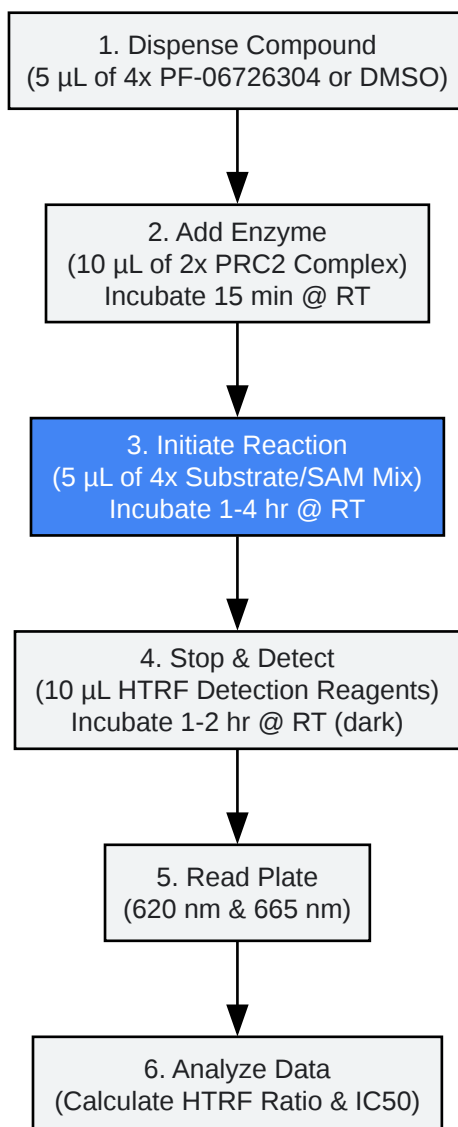 1. Dispense Compound
(5 µL of 4x PF-06726304 or DMSO)
2. Add Enzyme
(10 µL of 2x PRC2 Complex)
Incubate 15 min @ RT
3. Initiate Reaction
(5 µL of 4x Substrate/SAM Mix)
Incubate 1-4 hr @ RT
4. Stop & Detect
(10 µL HTRF Detection Reagents)
Incubate 1-2 hr @ RT (dark)
5. Read Plate
(620 nm & 665 nm)
6. Analyze Data
(Calculate HTRF Ratio & IC50)